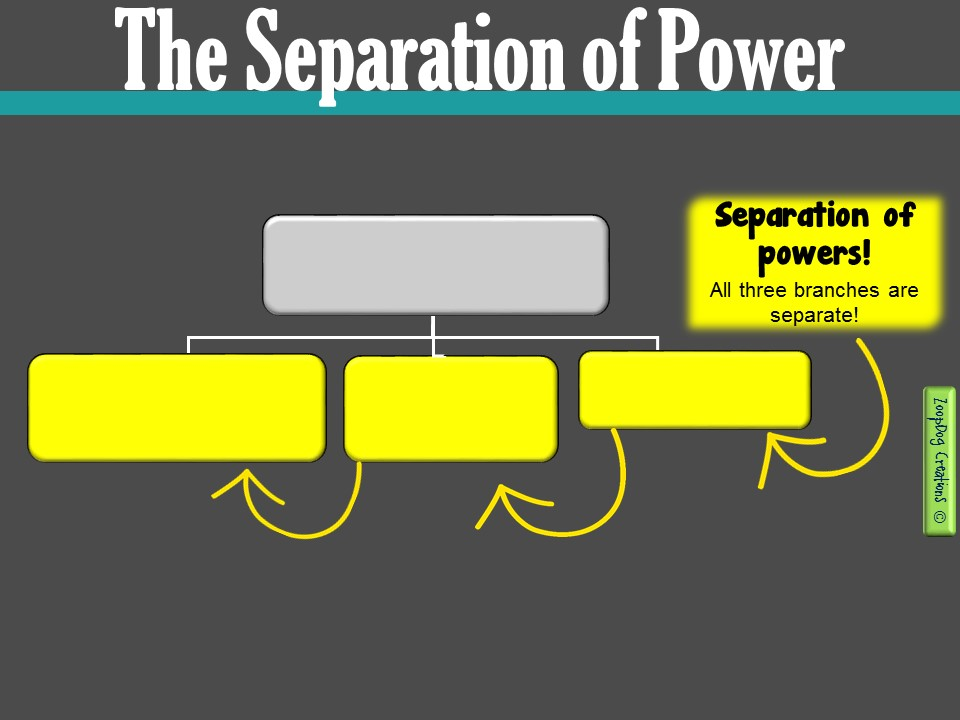 The Separation of Power
Separation of
powers!
All three branches are
separate!
ZoopDog Creations ©